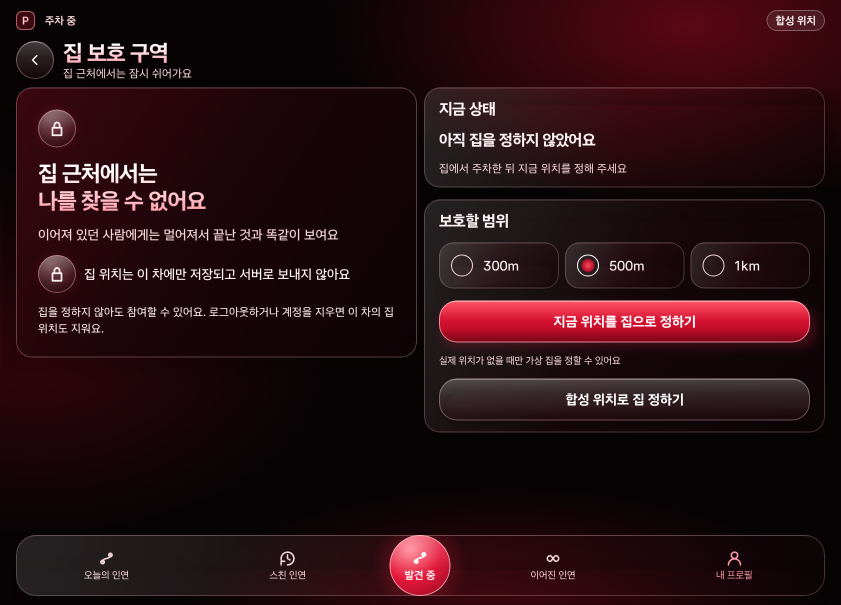 P 주차 중
합성 위치
집 보호 구역
집 근처에서는 잠시 쉬어가요
집 근처에서는
나를 찾을 수 없어요
이어져 있던 사람에게는 멀어져서 끝난 것과 똑같이 보여요
집 위치는 이 차에만 저장되고 서버로 보내지 않아요
집을 정하지 않아도 참여할 수 있어요. 로그아웃하거나 계정을 지우면 이 차의 집
위치도 지워요.
지금 상태
아직 집을 정하지 않았어요
집에서 주차한 뒤 지금 위치를 정해 주세요
보호할 범위
300m
500m
1km
지금 위치를 집으로 정하기
실제 위치가 없을 때만 가상 집을 정할 수 있어요
합성 위치로 집 정하기
오늘의 인연
스친 인연
발견 중
이어진 인연
내 프로필